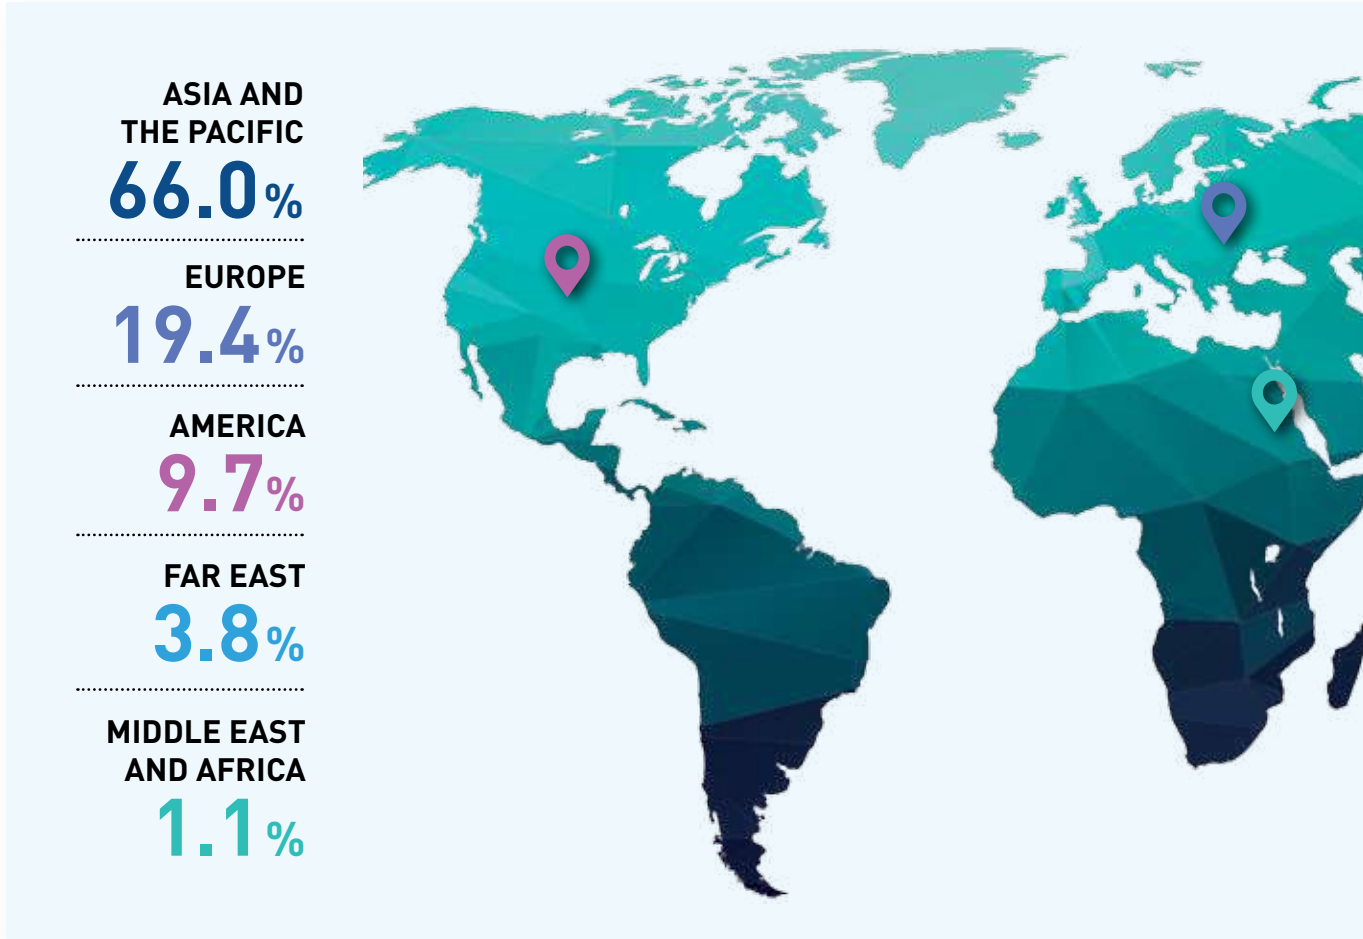 ASIA AND
THE PACIFIC
66.0%
EUROPE
19.4%
AMERICA
9.7%
FAR EAST
3.8%
MIDDLE EAST
AND AFRICA
1.1%